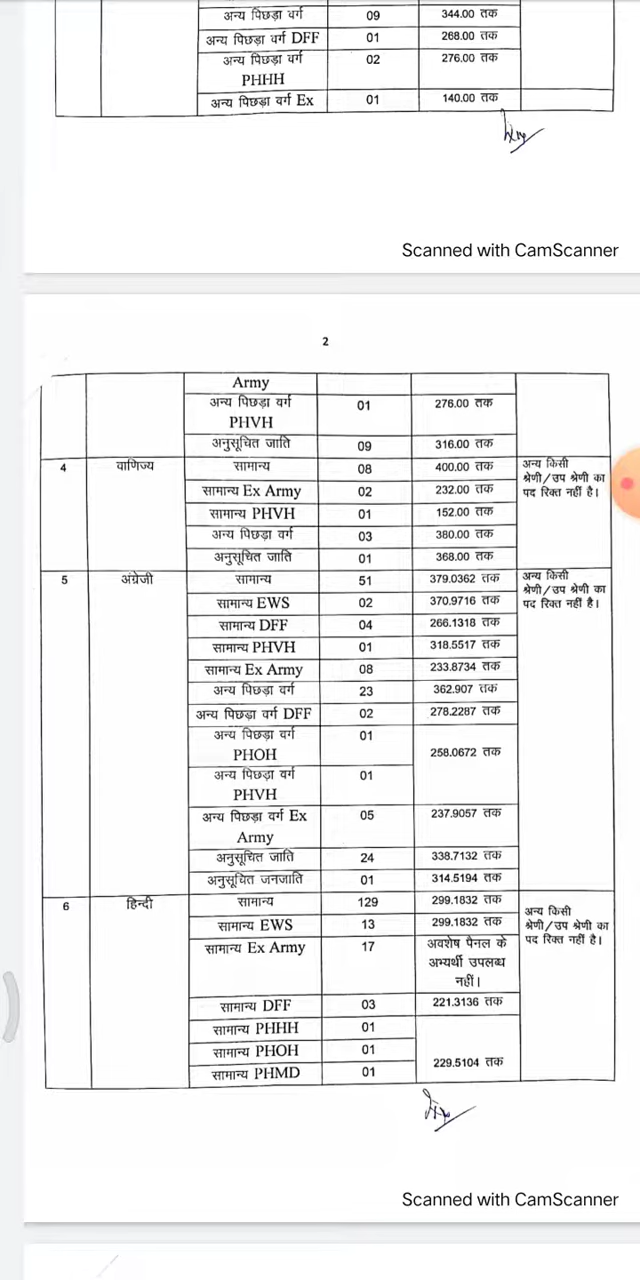 अन्य पिछड़ा वर्ग 09 344.00 तक
अन्य पिछड़ा वर्ग DFF 01 268.00 तक
अन्य पिछड़ा वर्ग 02 276.00 तक
PHHH
अन्य पिछड़ा वर्ग Ex 01 140.00 तक
Scanned with CamScanner
2
Army
अन्य पिछड़ा वर्ग 01 276.00 तक
PHVH
अनुसूचित जाति 09 316.00 तक
4 वाणिज्य सामान्य 08 400.00 तक अन्य किसी
श्रेणी/उप श्रेणी का
सामान्य Ex Army 02 232.00 तक पद रिक्त नहीं है।
सामान्य PHVH 01 152.00 तक
अन्य पिछड़ा वर्ग 03 380.00 तक
अनुसूचित जाति 01 368.00 तक
5 अंग्रेजी सामान्य 51 379.0362 तक अन्य किसी
श्रेणी/उप श्रेणी का
सामान्य EWS 02 370.9716 तक पद रिक्त नहीं है।
सामान्य DFF 04 266.1318 तक
सामान्य PHVH 01 318.5517 तक
सामान्य Ex Army 08 233.8734 तक
अन्य पिछड़ा वर्ग 23 362.907 तक
अन्य पिछड़ा वर्ग DFF 02 278.2287 तक
अन्य पिछड़ा वर्ग 01
PHOH 258.0672 तक
अन्य पिछड़ा वर्ग 01
PHVH
अन्य पिछड़ा वर्ग Ex 05 237.9057 तक
Army
अनुसूचित जाति 24 338.7132 तक
अनुसूचित जनजाति 01 314.5194 तक
6 हिन्दी सामान्य 129 299.1832 तक अन्य किसी
सामान्य EWS 13 299.1832 तक श्रेणी/उप श्रेणी का
सामान्य Ex Army 17 अवशेष पैनल के पद रिक्त नहीं है।
अभ्यर्थी उपलब्ध
नहीं।
सामान्य DFF 03 221.3136 तक
सामान्य PHHH 01
सामान्य PHOH 01
229.5104 तक
सामान्य PHMD 01
Scanned with CamScanner